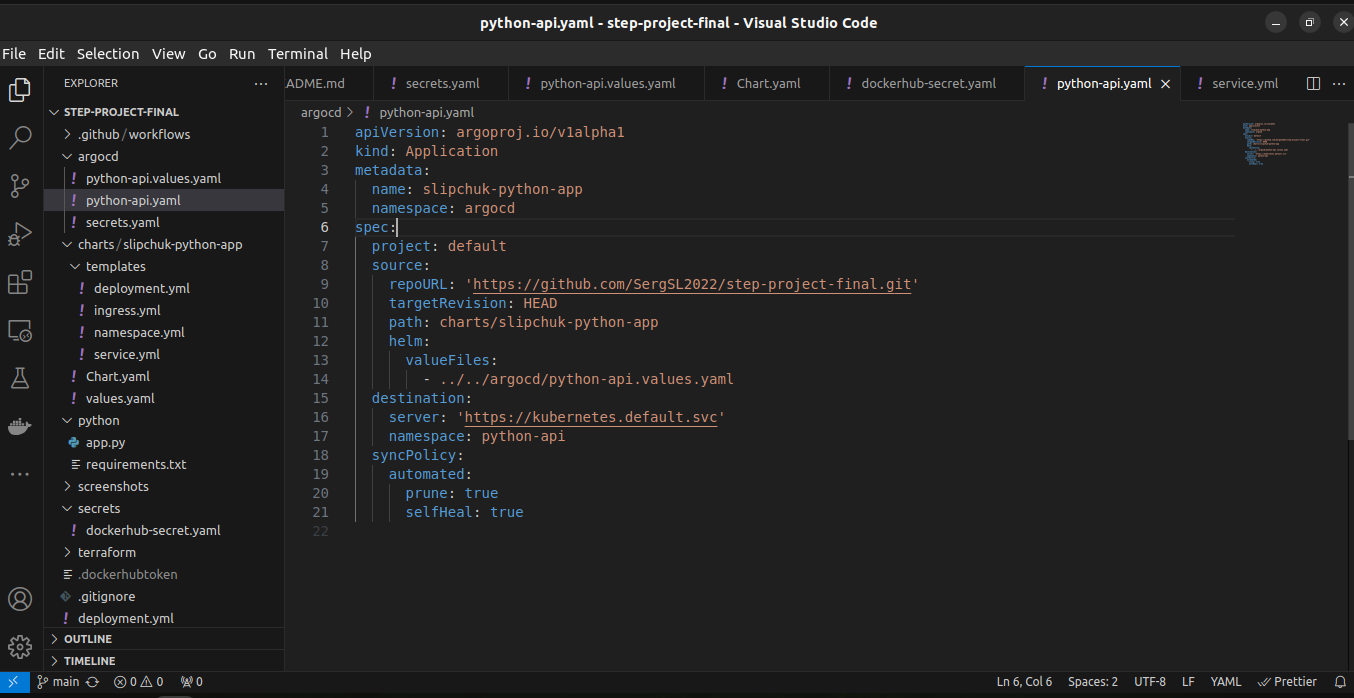 python-api.yaml - step-project-final - Visual Studio Code
File Edit Selection View Go Run Terminal Help
EXPLORER
STEP-PROJECT-FINAL
.github/workflows
argocd
python-api.values.yaml
python-api.yaml
secrets.yaml
charts/slipchuk-python-app
templates
deployment.yml
ingress.yml
namespace.yml
service.yml
Chart.yaml
values.yaml
python
app.py
requirements.txt
screenshots
secrets
dockerhub-secret.yaml
terraform
.dockerhubtoken
.gitignore
deployment.yml
OUTLINE
TIMELINE
ADME.md ! secrets.yaml ! python-api.values.yaml ! Chart.yaml ! dockerhub-secret.yaml ! python-api.yaml ! service.yml
argocd > ! python-api.yaml
1 apiVersion: argoproj.io/v1alpha1
2 kind: Application
3 metadata:
4 name: slipchuk-python-app
5 namespace: argocd
6 spec:
7 project: default
8 source:
9 repoURL: 'https://github.com/SergSL2022/step-project-final.git'
10 targetRevision: HEAD
11 path: charts/slipchuk-python-app
12 helm:
13 valueFiles:
14 - ../../argocd/python-api.values.yaml
15 destination:
16 server: 'https://kubernetes.default.svc'
17 namespace: python-api
18 syncPolicy:
19 automated:
20 prune: true
21 selfHeal: true
22
main 0 0 0 Ln 6, Col 6 Spaces: 2 UTF-8 LF YAML Prettier